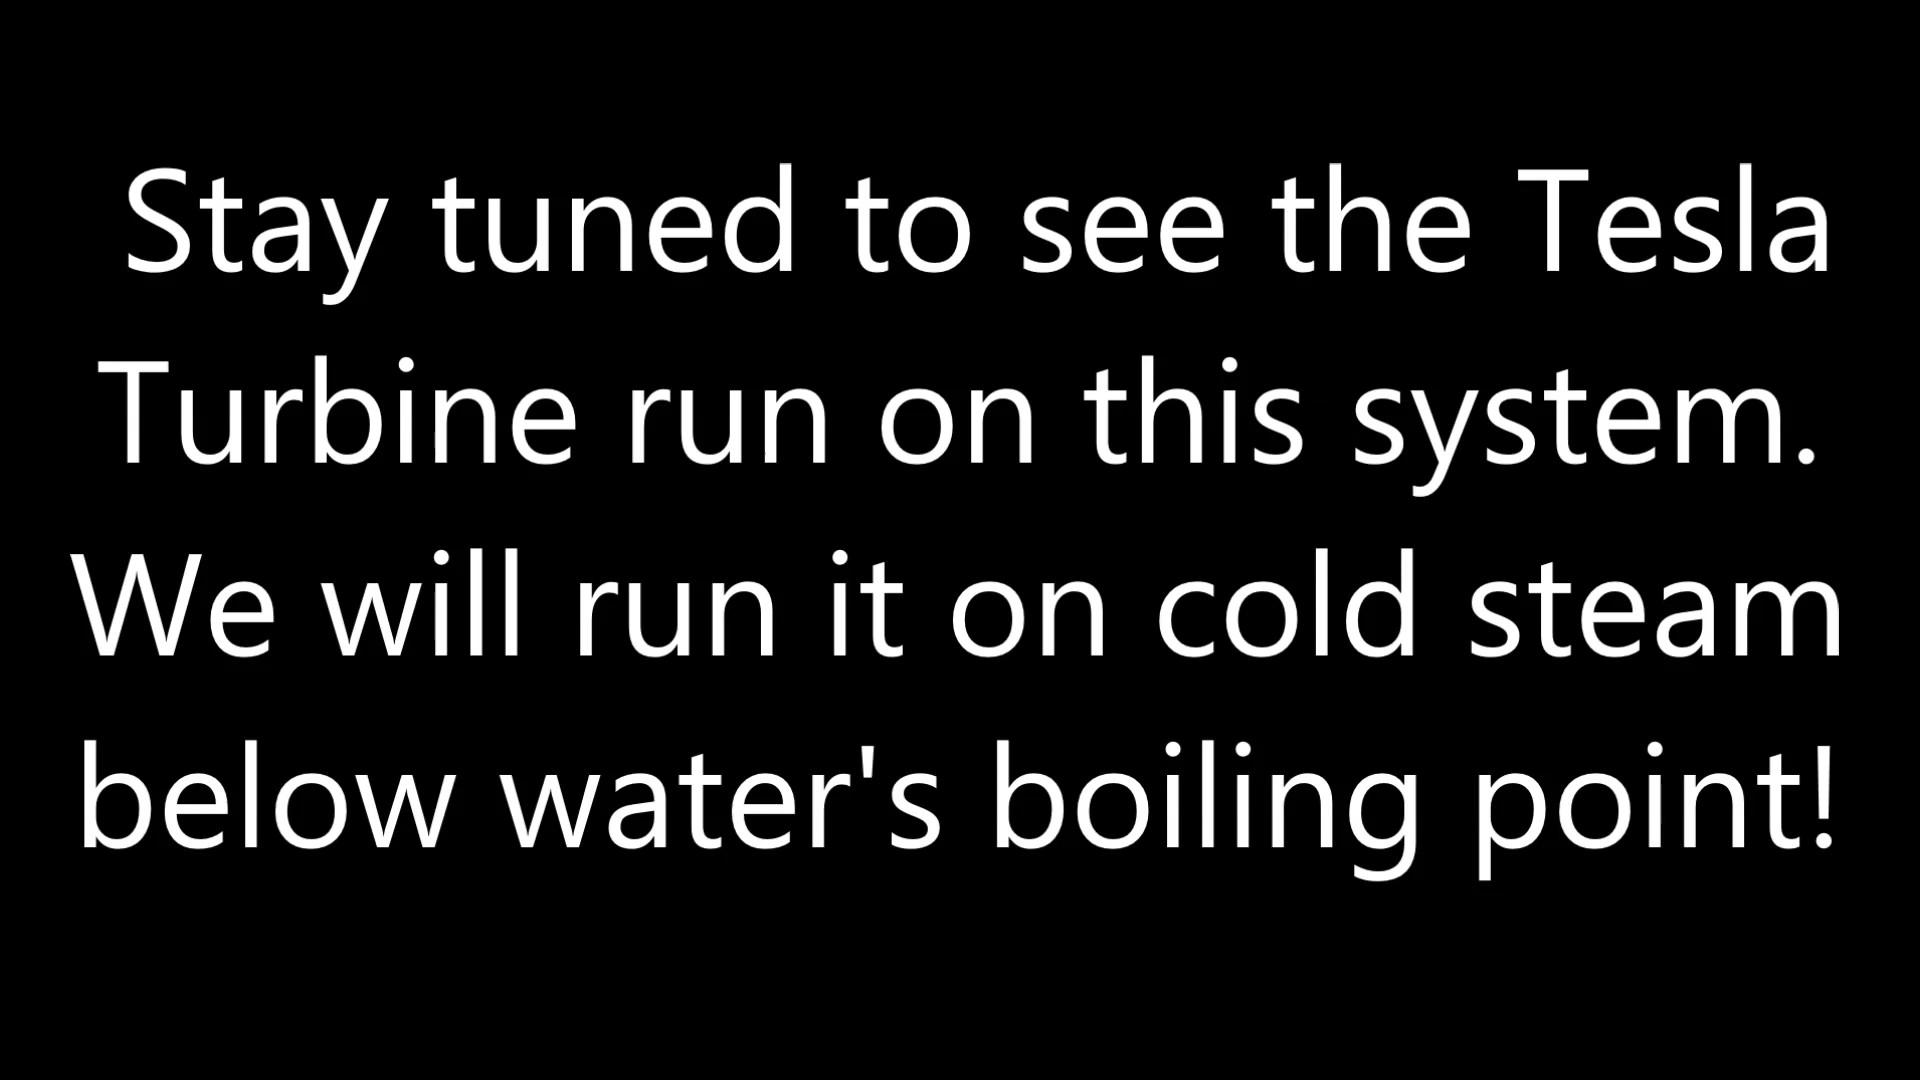 Stay tuned to see the Tesla
Turbine run on this system.
We will run it on cold steam
below water's boiling point!